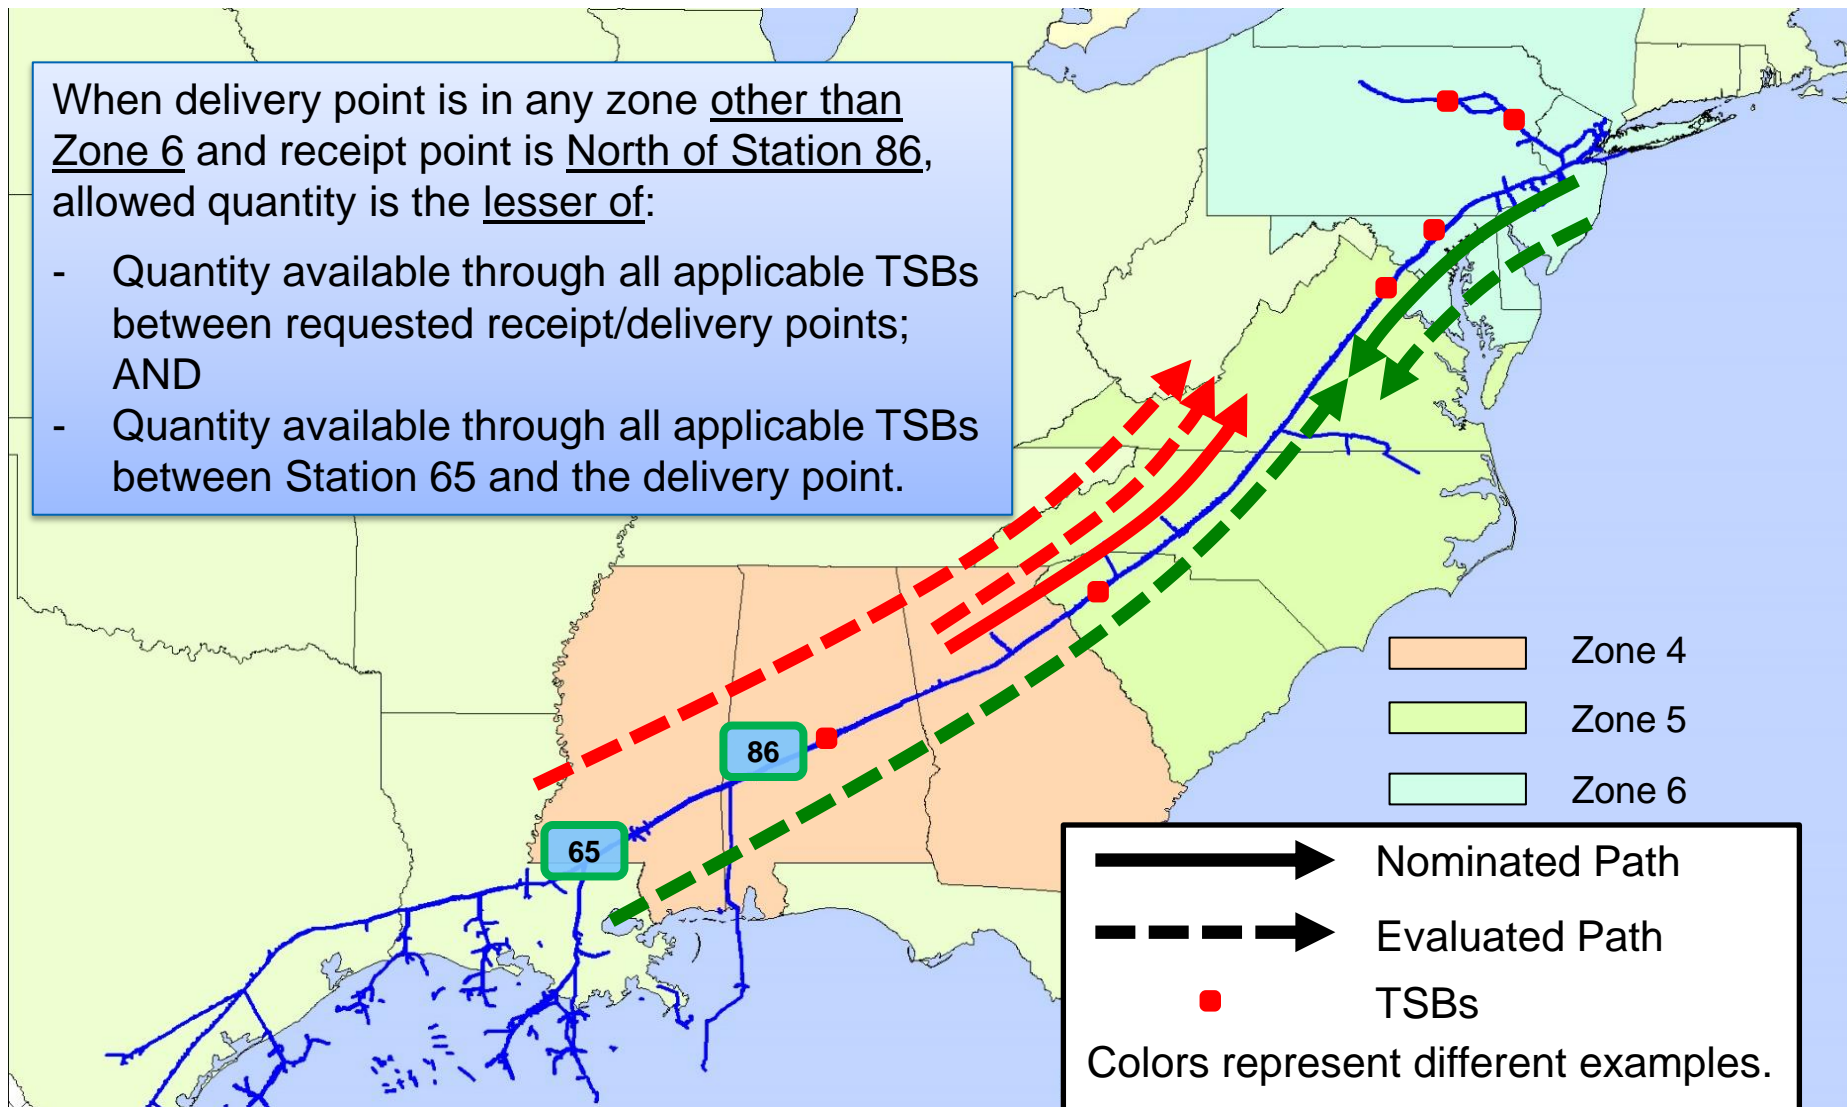 When delivery point is in any zone other than
Zone 6 and receipt point is North of Station 86,
allowed quantity is the lesser of:
- Quantity available through all applicable TSBs
between requested receipt/delivery points;
AND
- Quantity available through all applicable TSBs
between Station 65 and the delivery point.
86
65
Zone 4
Zone 5
Zone 6
Nominated Path
Evaluated Path
TSBs
Colors represent different examples.